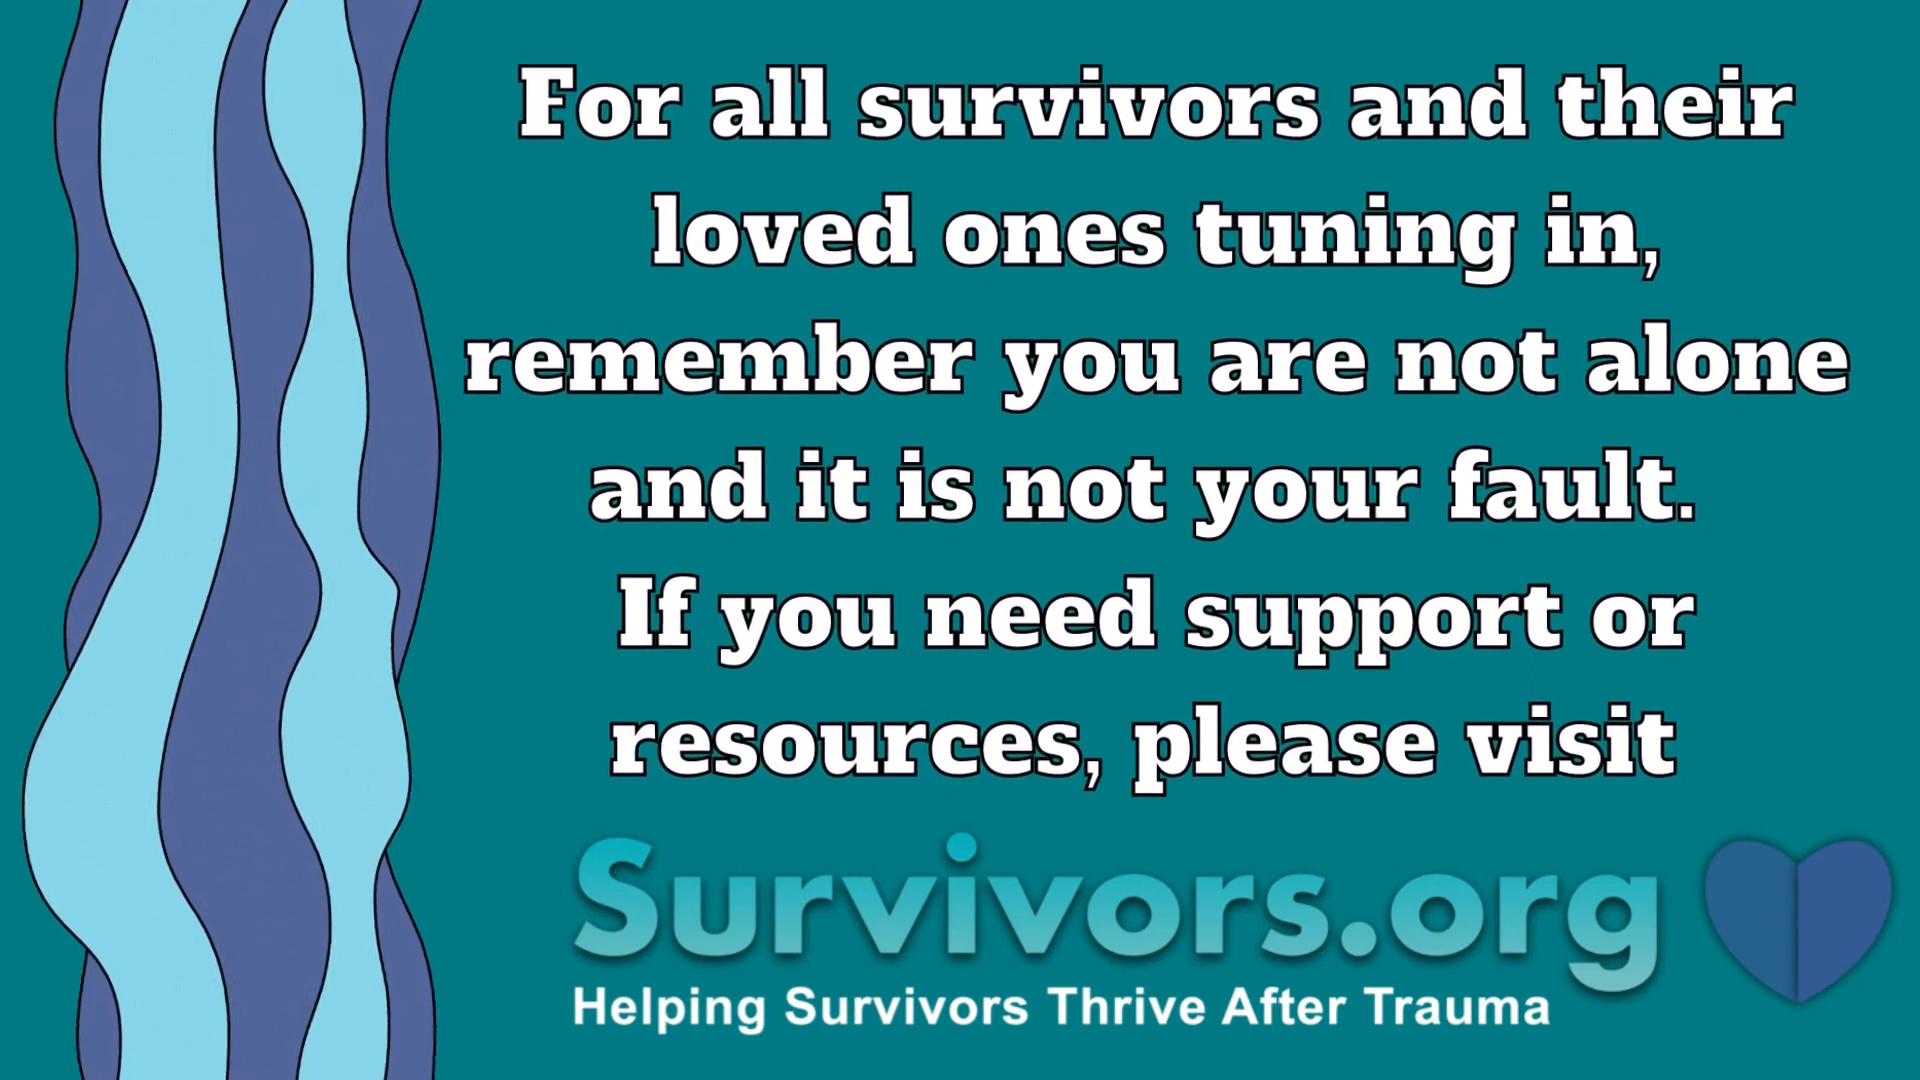 For all survivors and their
loved ones tuning in,
remember you are not alone
and it is not your fault.
If you need support or
resources, please visit
Survivors.org
Helping Survivors Thrive After Trauma